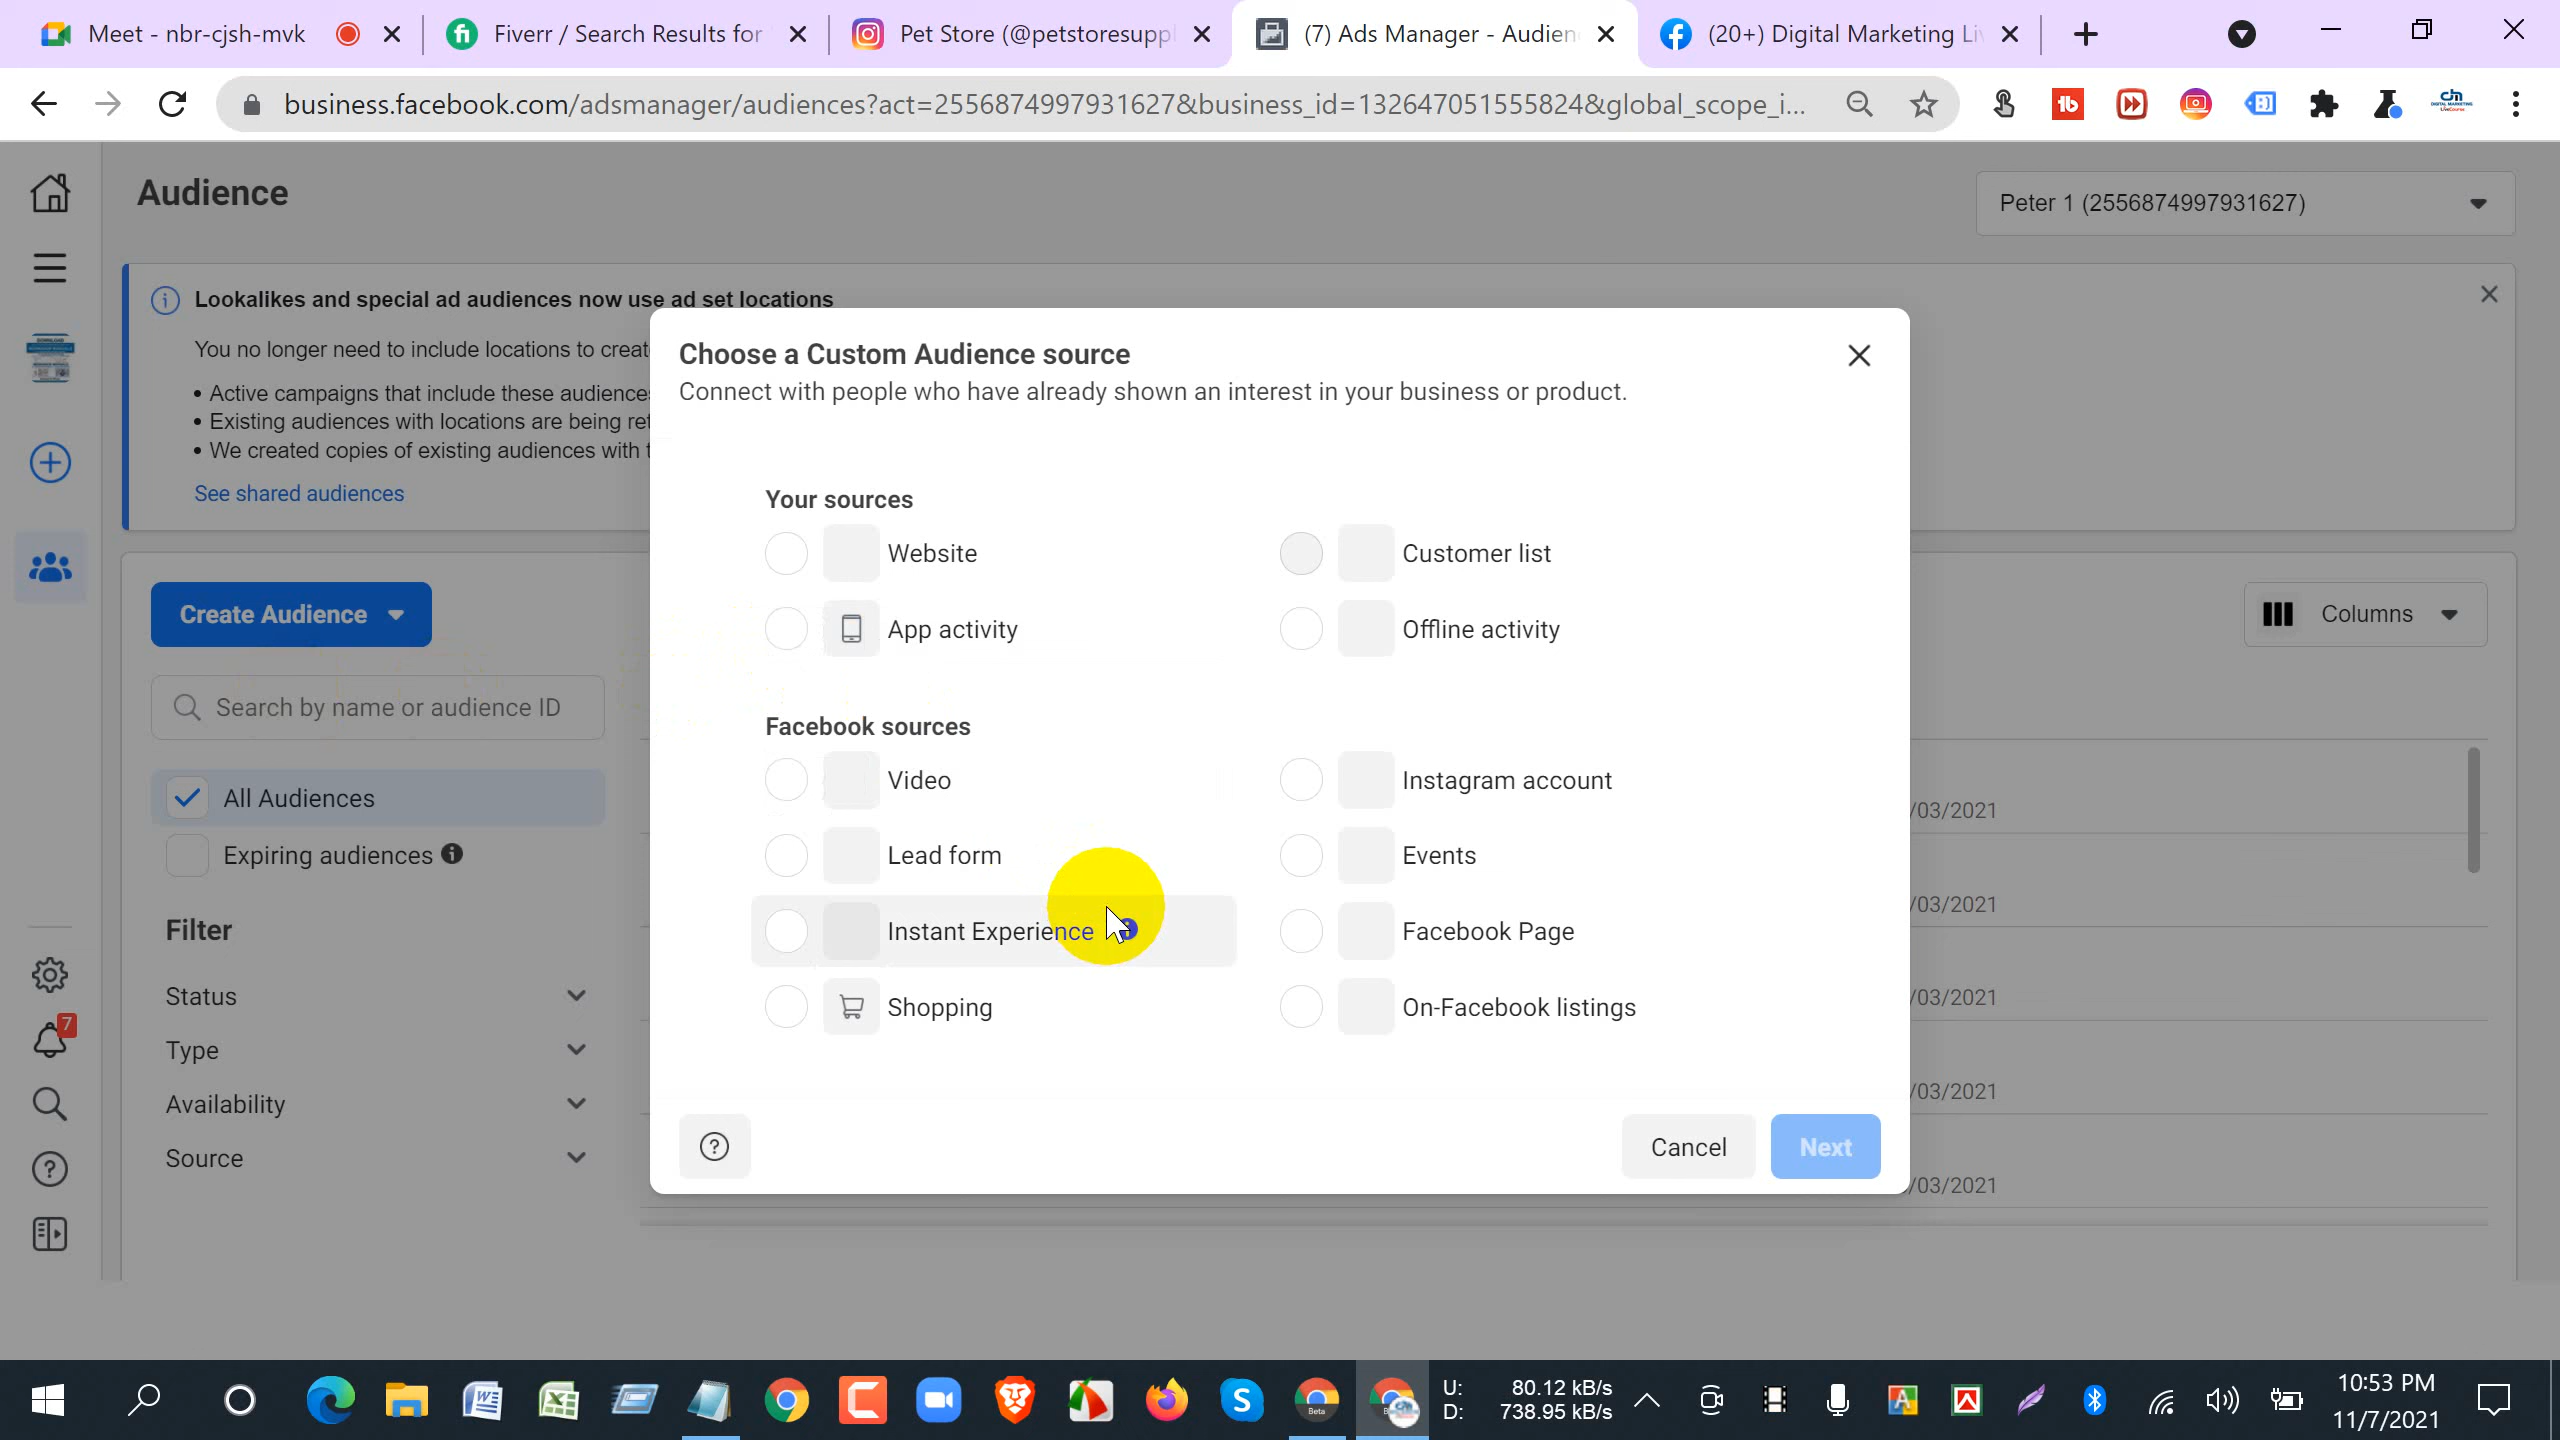 Meet - nbr-cjsh-mvk
Fiverr / Search Results for
Pet Store (@petstoresuppl
(7) Ads Manager - Audien
(20+) Digital Marketing Li
business.facebook.com/adsmanager/audiences?act=2556874997931627&business_id=132647051555824&global_scope_i...
Audience
Peter 1 (2556874997931627)
Lookalikes and special ad audiences now use ad set locations
You no longer need to include locations to creat
• Active campaigns that include these audience
• Existing audiences with locations are being ret
• We created copies of existing audiences with t
See shared audiences
Create Audience
Columns
Search by name or audience ID
All Audiences
Expiring audiences
Filter
Status
Type
Availability
Source
7
Choose a Custom Audience source
Connect with people who have already shown an interest in your business or product.
Your sources
Website
Customer list
App activity
Offline activity
Facebook sources
Video
Instagram account
Lead form
Events
Instant Experience
Facebook Page
Shopping
On-Facebook listings
Cancel
Next
/03/2021
/03/2021
/03/2021
/03/2021
/03/2021
U: 80.12 kB/s
D: 738.95 kB/s
10:53 PM
11/7/2021